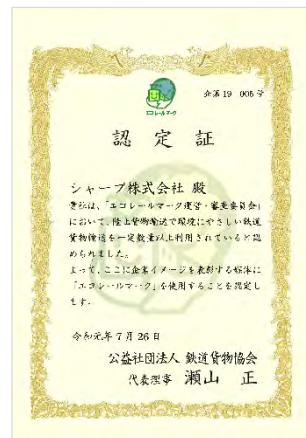 企第19 005号
エコレールマーク
認定証
シャープ株式会社 殿
貴社は、「エコレールマーク運営・審査委員会」
において、陸上貨物輸送で環境にやさしい鉄道
貨物輸送を一定数量以上利用されていると認
められました。
よって、ここに企業イメージを表彰する媒体に
「エコレールマーク」を使用することを認定し
ます。
令和元年7月26日
公益社団法人 鉄道貨物協会
代表理事 瀬山 正